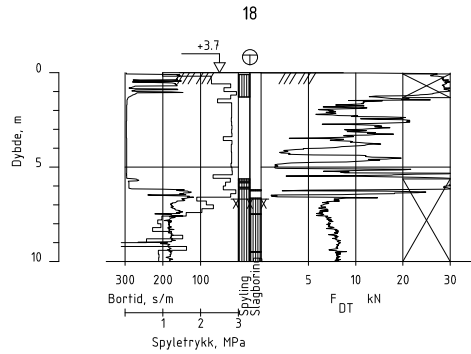 18
+3.7
T
0
5
10
Dybde, m
300 200 100 5 10 20 30
Bortid, s/m
Spyling
Slagboring
F DT kN
1 2 3
Spyletrykk, MPa